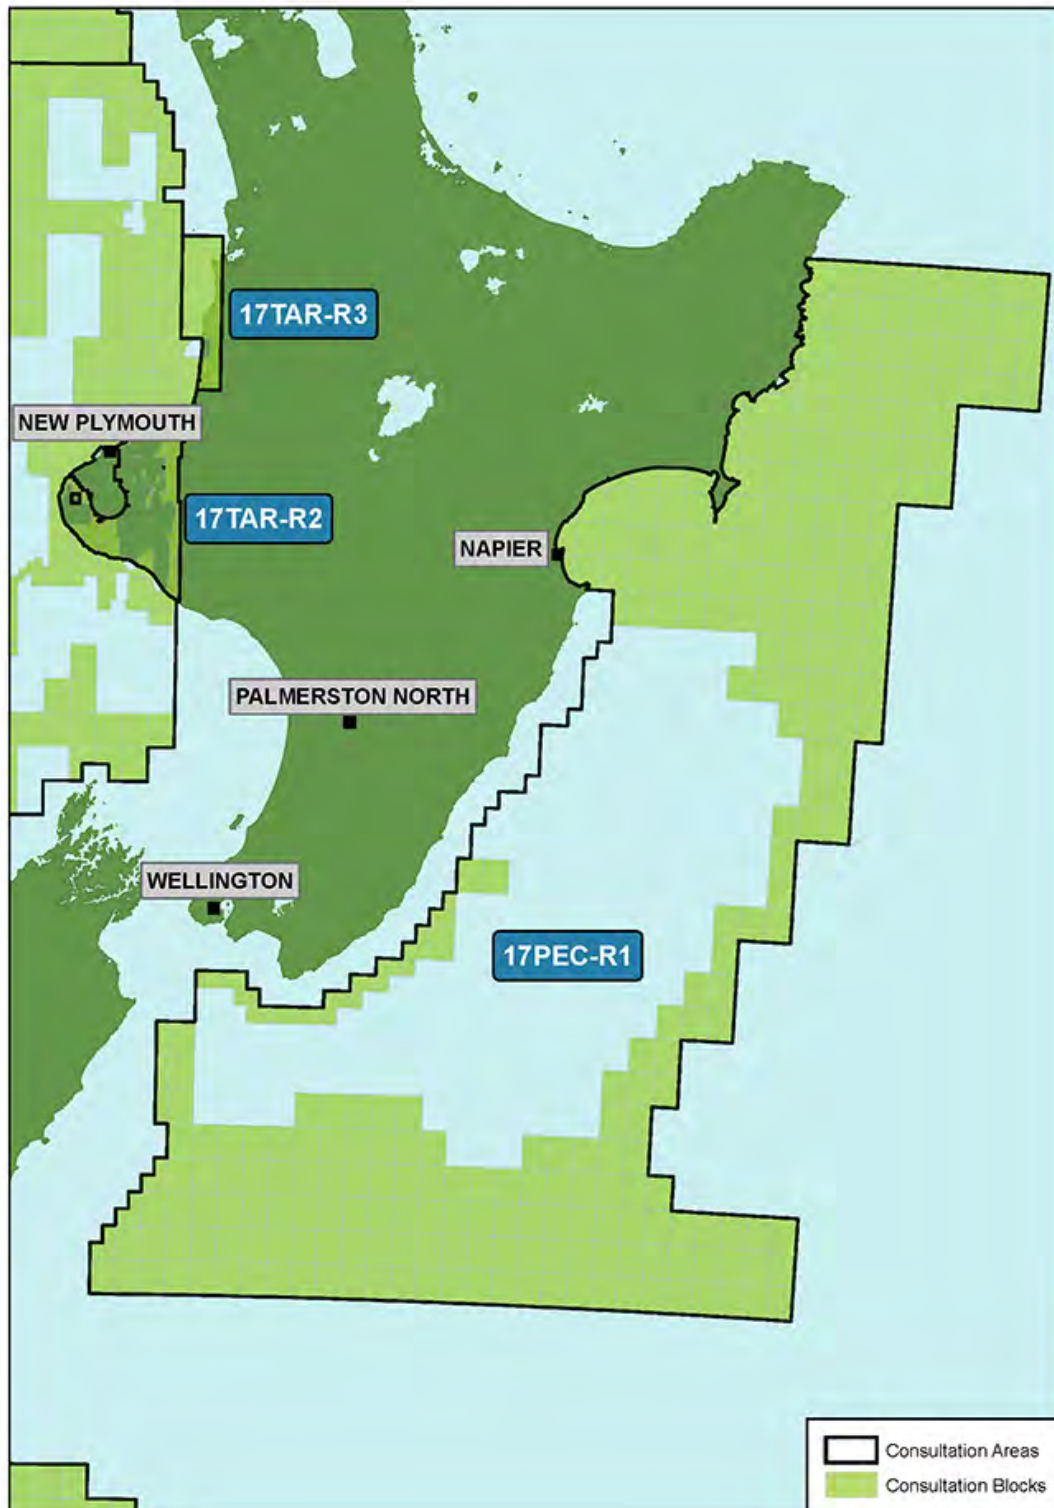 17TAR-R3
NEW PLYMOUTH
17TAR-R2
NAPIER
PALMERSTON NORTH
WELLINGTON
17PEC-R1
Consultation Areas
Consultation Blocks